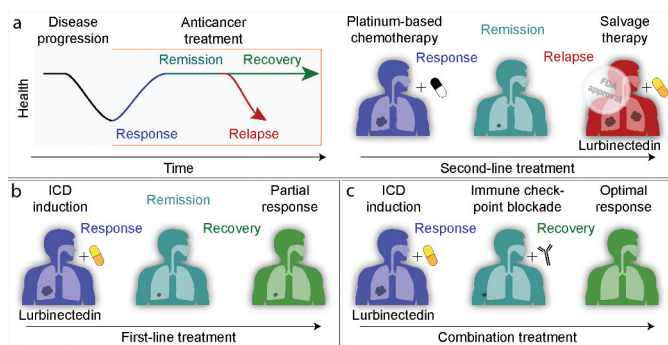 a
Disease
progression
Anticancer
treatment
Remission
Recovery
Health
Response
Relapse
Time
Platinum-based
chemotherapy
Response
+
Remission
Relapse
Salvage
therapy
FDA
approval
+
Lurbinectedin
Second-line treatment
b
ICD
induction
Response
+
Lurbinectedin
Remission
Recovery
Partial
response
First-line treatment
c
ICD
induction
Response
+
Lurbinectedin
Immune check-
point blockade
+
Recovery
Optimal
response
Combination treatment